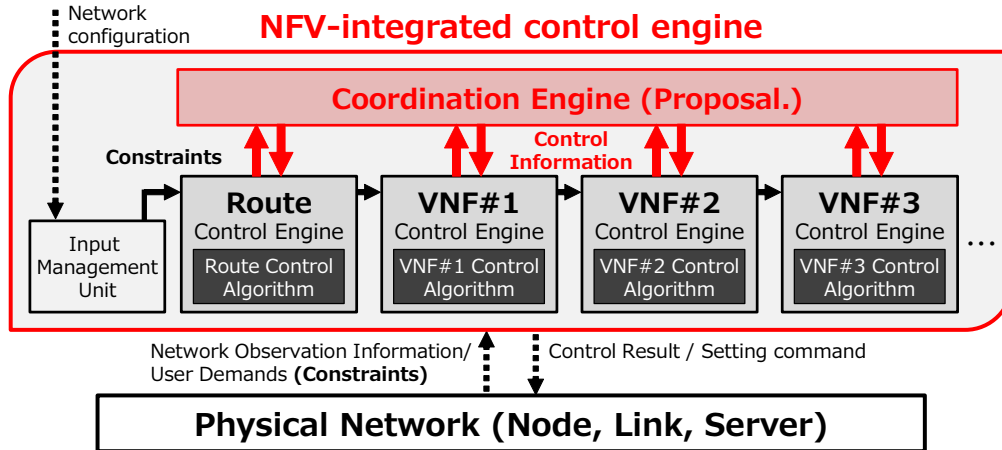 Network
configuration
NFV-integrated control engine
Coordination Engine (Proposal.)
Constraints
Control
Information
Input
Management
Unit
Route
Control Engine
Route Control
Algorithm
VNF#1
Control Engine
VNF#1 Control
Algorithm
VNF#2
Control Engine
VNF#2 Control
Algorithm
VNF#3
Control Engine
VNF#3 Control
Algorithm
...
Network Observation Information/
User Demands (Constraints)
Control Result / Setting command
Physical Network (Node, Link, Server)